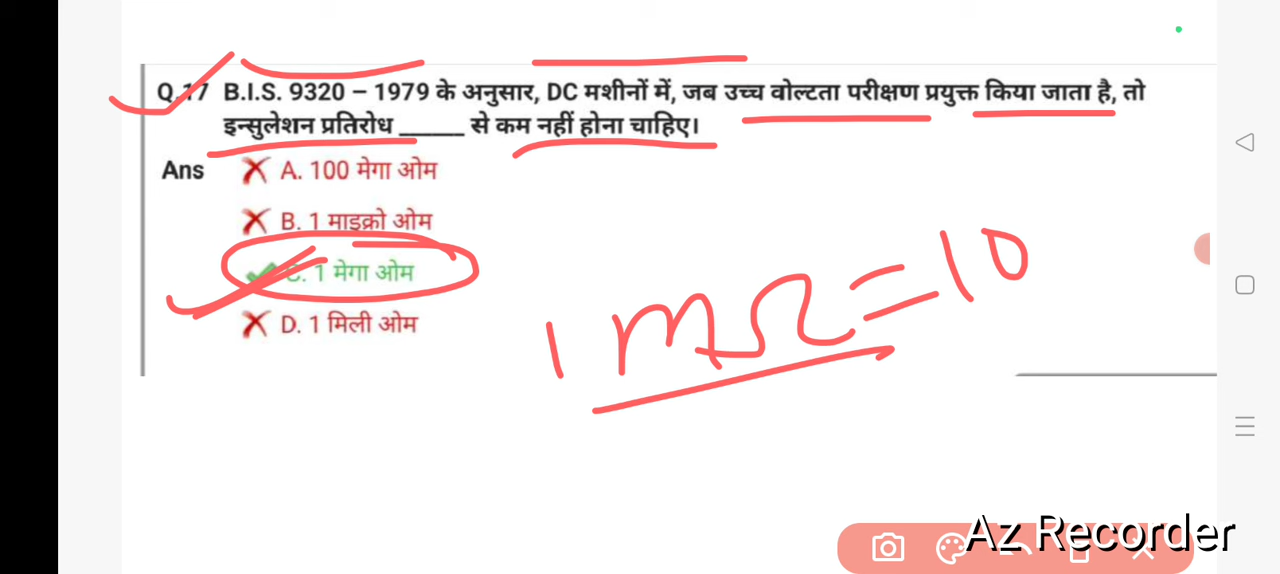 Q.17 B.I.S. 9320 – 1979 के अनुसार, DC मशीनों में, जब उच्च वोल्टता परीक्षण प्रयुक्त किया जाता है, तो
इन्सुलेशन प्रतिरोध ______ से कम नहीं होना चाहिए।
Ans A. 100 मेगा ओम
B. 1 माइक्रो ओम
C. 1 मेगा ओम
D. 1 मिली ओम
1 mΩ = 10
Az Recorder